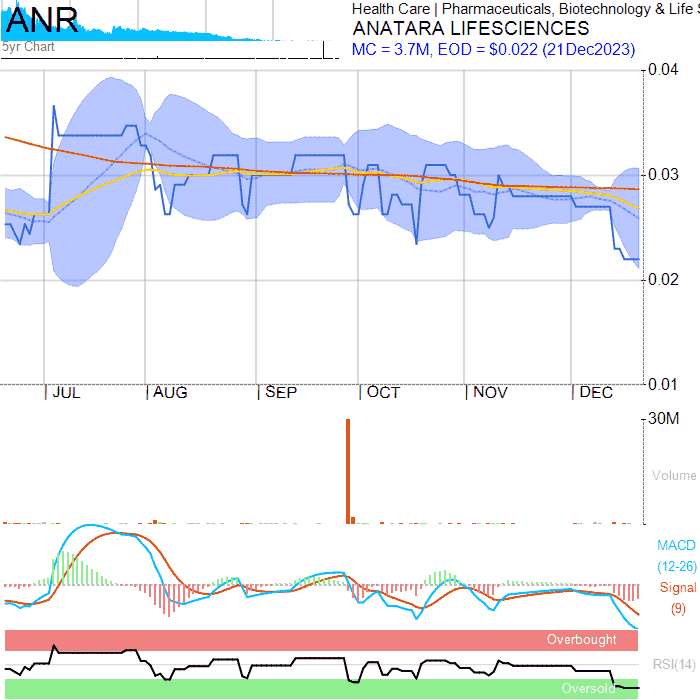 ANR
5yr Chart
Health Care | Pharmaceuticals, Biotechnology & Life S
ANATARA LIFESCIENCES
MC = 3.7M, EOD = $0.022 (21Dec2023)
0.04
0.03
0.02
0.01
JUL AUG SEP OCT NOV DEC
30M
Volume
MACD
(12-26)
Signal
(9)
Overbought
RSI(14)
Oversold